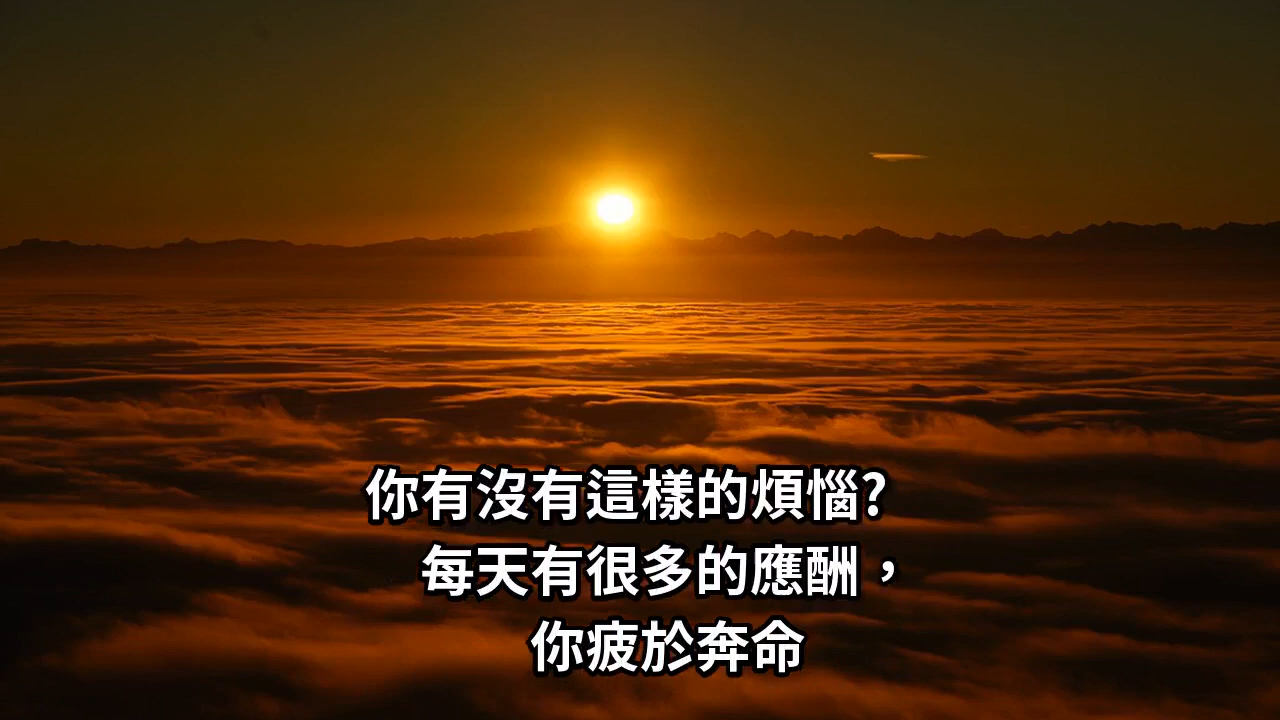 你有沒有這樣的煩惱?
每天有很多的應酬，
你疲於奔命